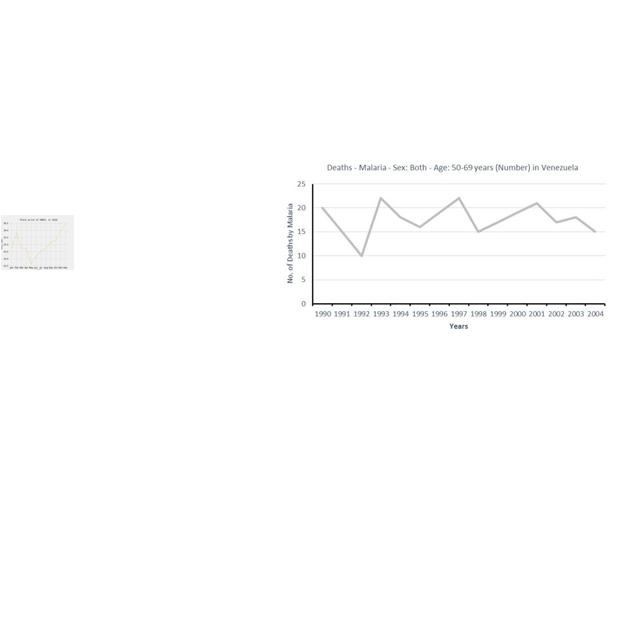 Deaths - Malaria - Sex: Both - Age: 50-69 years (Number) in Venezuela
25
20
15
10
5
0
No. of Deaths by Malaria
1990 1991 1992 1993 1994 1995 1996 1997 1998 1999 2000 2001 2002 2003 2004
Years